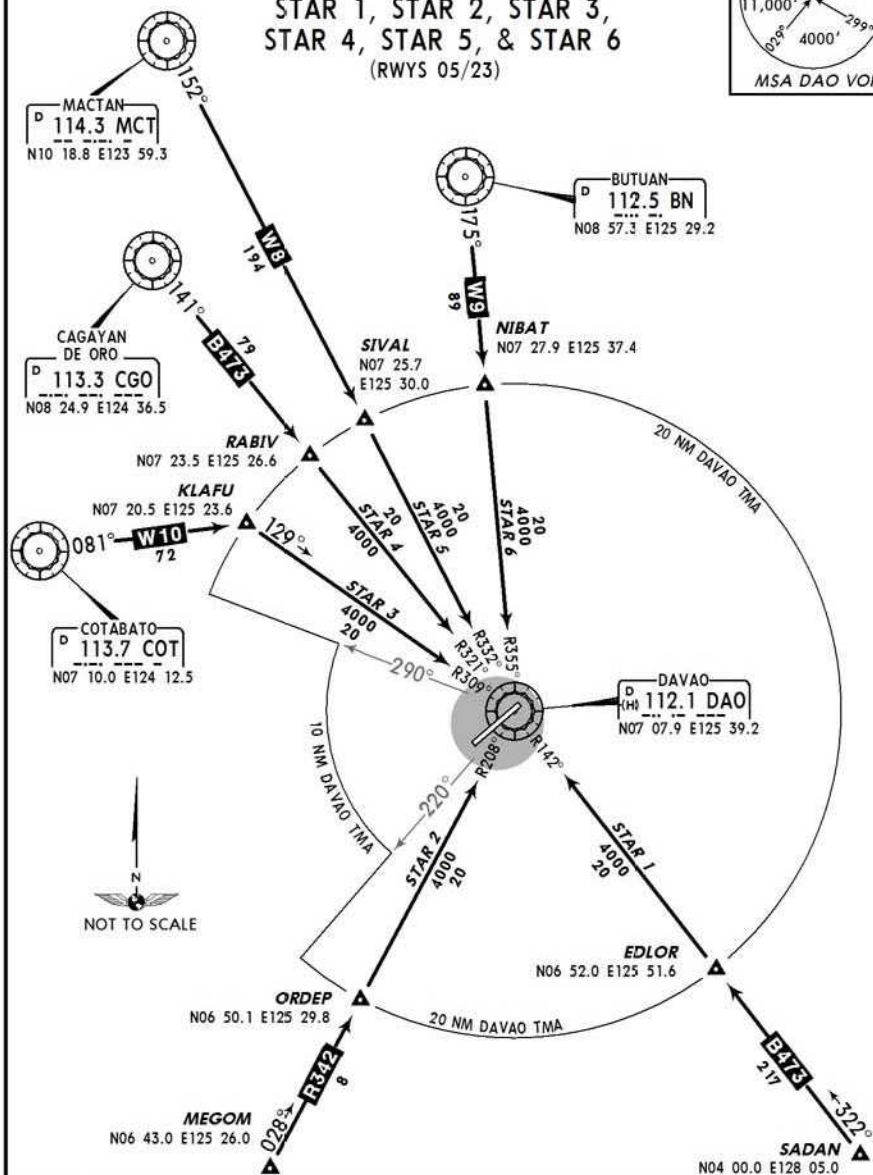 STAR 1, STAR 2, STAR 3,
STAR 4, STAR 5, & STAR 6
(RWYS 05/23)
11,000'
029°
299°
4000'
MSA DAO VOR
MACTAN
D 114.3 MCT
N10 18.8 E123 59.3
152°
W8
194
BUTUAN
D 112.5 BN
N08 57.3 E125 29.2
175°
W9
89
NIBAT
N07 27.9 E125 37.4
CAGAYAN
DE ORO
D 113.3 CGO
N08 24.9 E124 36.5
141°
79
B473
SIVAL
N07 25.7
E125 30.0
RABIV
N07 23.5 E125 26.6
KLAFU
N07 20.5 E125 23.6
081°
W10
72
COTABATO
D 113.7 COT
N07 10.0 E124 12.5
129°
STAR 3
4000
20
20
STAR 4
4000
20
4000
STAR 5
20
4000
STAR 6
20 NM DAVAO TMA
R309°
R321°
R332°
R355°
290°
DAVAO
D
(H) 112.1 DAO
N07 07.9 E125 39.2
R208°
R142°
220°
10 NM DAVAO TMA
STAR 2
4000
20
STAR 1
4000
20
N
NOT TO SCALE
EDLOR
N06 52.0 E125 51.6
ORDEP
N06 50.1 E125 29.8
20 NM DAVAO TMA
R342
8
028°
MEGOM
N06 43.0 E125 26.0
B473
217
322°
SADAN
N04 00.0 E128 05.0